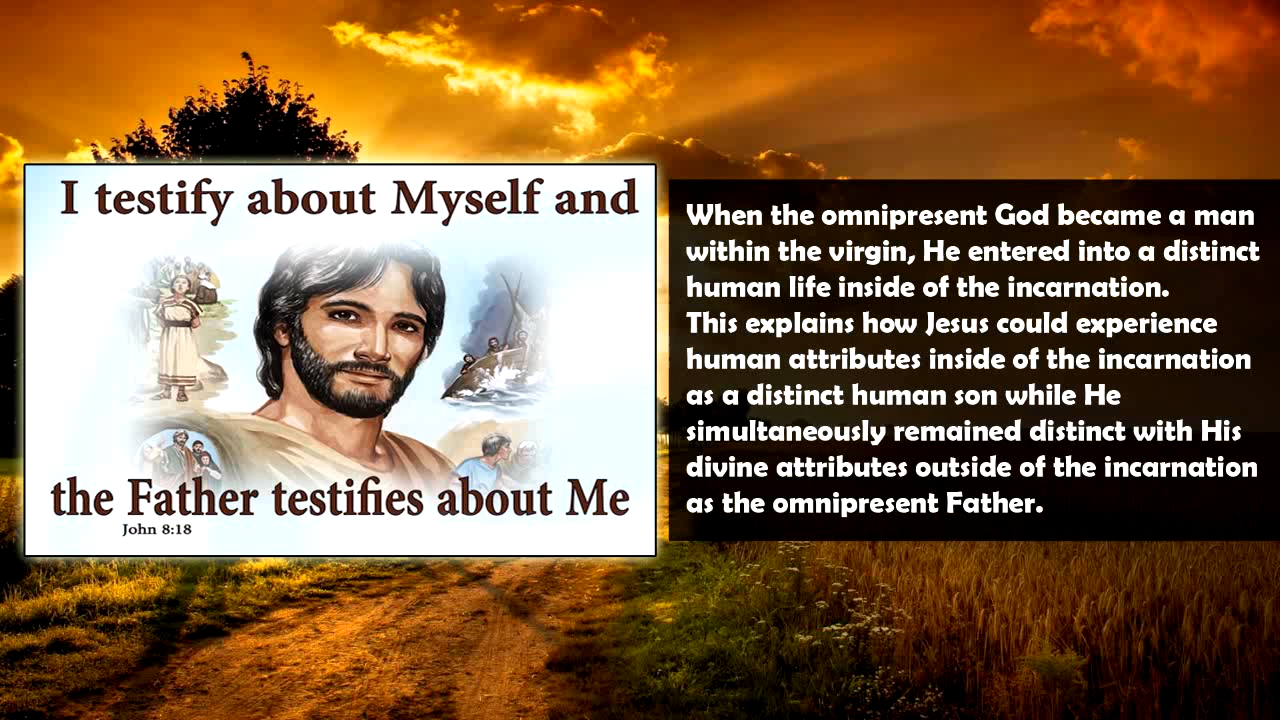 I testify about Myself and
the Father testifies about Me
John 8:18
When the omnipresent God became a man
within the virgin, He entered into a distinct
human life inside of the incarnation.
This explains how Jesus could experience
human attributes inside of the incarnation
as a distinct human son while He
simultaneously remained distinct with His
divine attributes outside of the incarnation
as the omnipresent Father.